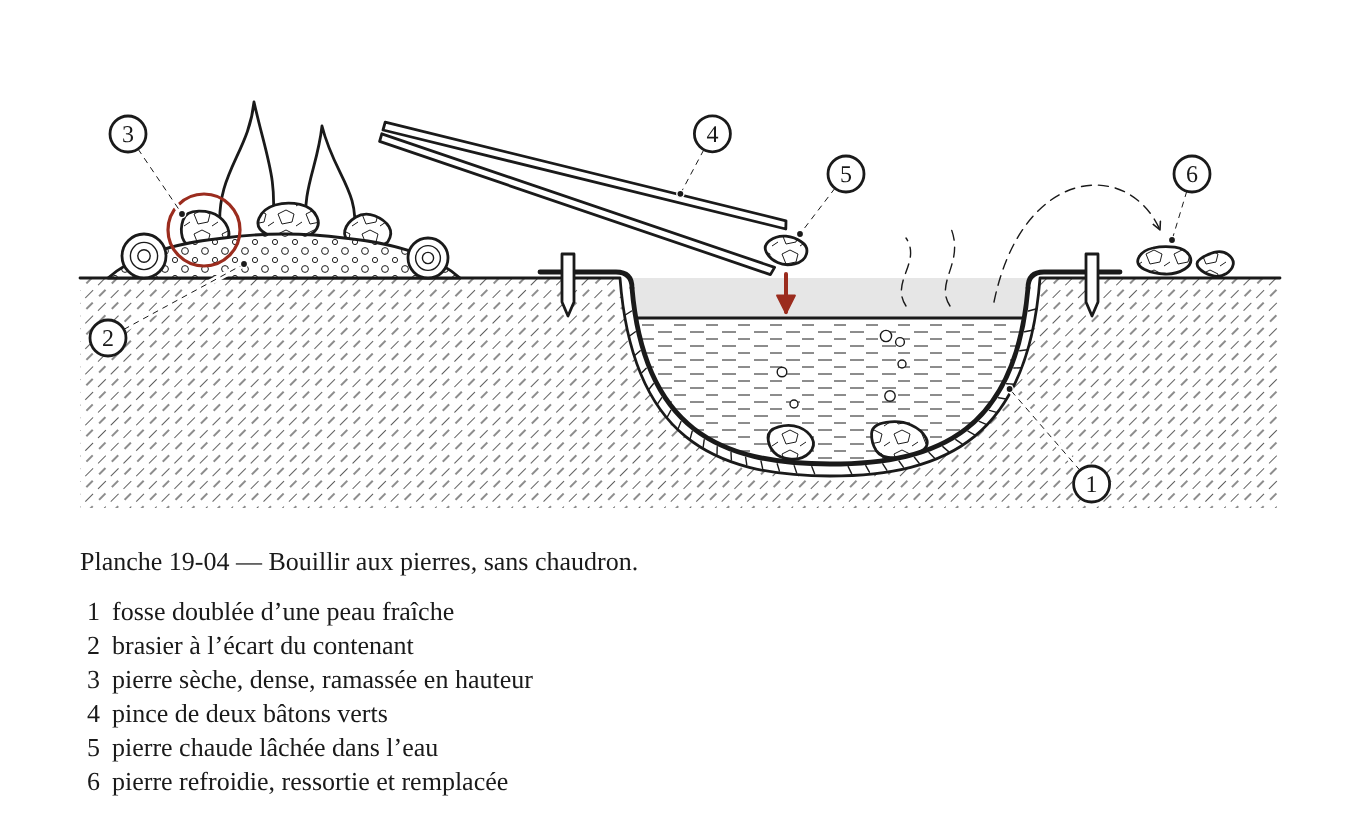 3
4
5
6
2
1
Planche 19-04 — Bouillir aux pierres, sans chaudron.
1 fosse doublée d’une peau fraîche
2 brasier à l’écart du contenant
3 pierre sèche, dense, ramassée en hauteur
4 pince de deux bâtons verts
5 pierre chaude lâchée dans l’eau
6 pierre refroidie, ressortie et remplacée